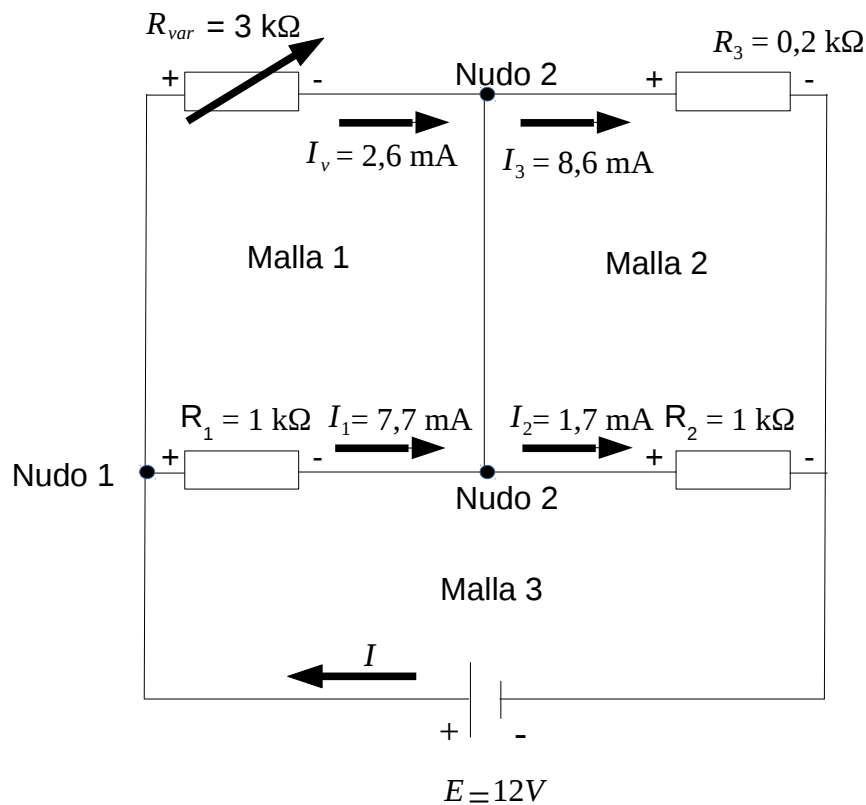 R_var = 3 kΩ
R_3 = 0,2 kΩ
+ -
Nudo 2
+ -
I_v = 2,6 mA
I_3 = 8,6 mA
Malla 1
Malla 2
R_1 = 1 kΩ
I_1= 7,7 mA
I_2= 1,7 mA
R_2 = 1 kΩ
+ -
+ -
Nudo 1
Nudo 2
Malla 3
I
+ -
E = 12V